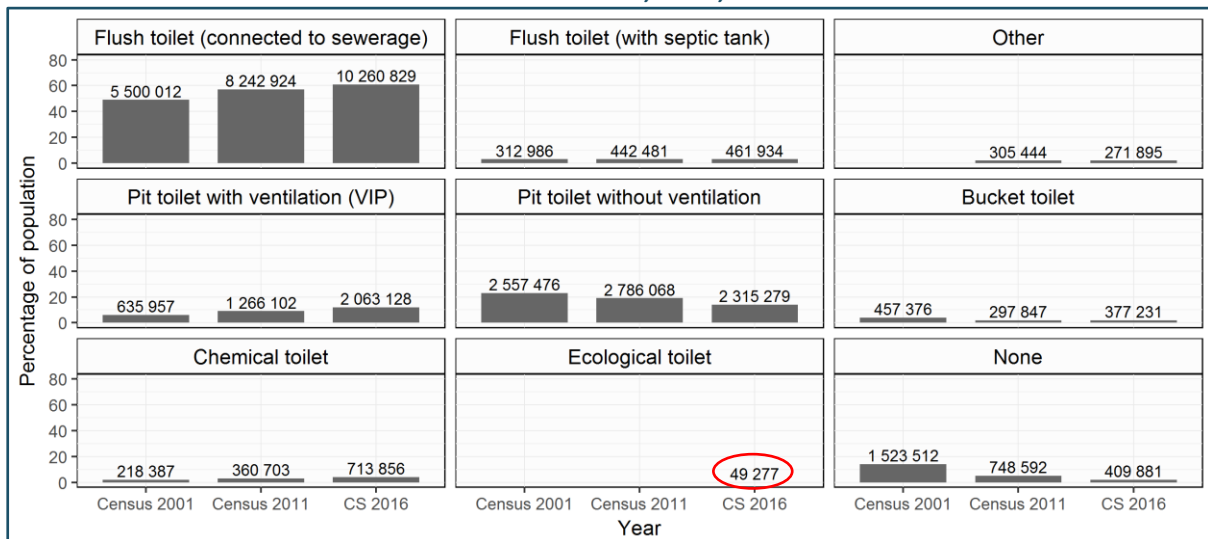 Flush toilet (connected to sewerage)
Flush toilet (with septic tank)
Other
80
60
40
20
0
5 500 012
8 242 924
10 260 829
312 986
442 481
461 934
305 444
271 895
Percentage of population
Pit toilet with ventilation (VIP)
Pit toilet without ventilation
Bucket toilet
80
60
40
20
0
635 957
1 266 102
2 063 128
2 557 476
2 786 068
2 315 279
457 376
297 847
377 231
Chemical toilet
Ecological toilet
None
80
60
40
20
0
218 387
360 703
713 856
49 277
1 523 512
748 592
409 881
Census 2001
Census 2011
CS 2016
Census 2001
Census 2011
CS 2016
Census 2001
Census 2011
CS 2016
Year